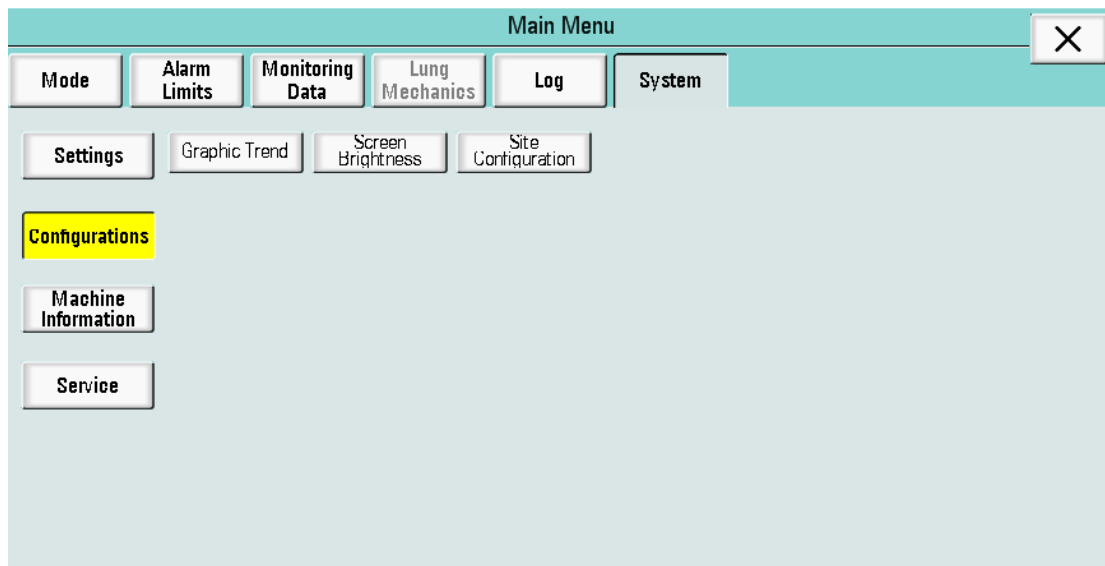 Main Menu
Mode
Alarm
Limits
Monitoring
Data
Lung
Mechanics
Log
System
Settings
Graphic Trend
Screen
Brightness
Site
Configuration
Configurations
Machine
Information
Service